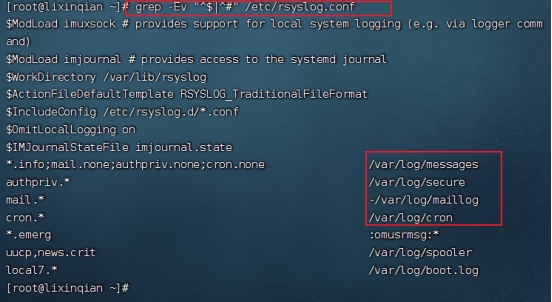 [root@lixinqian ~]# grep -Ev "^$|^#" /etc/rsyslog.conf
$ModLoad imuxsock # provides support for local system logging (e.g. via logger comm
and)
$ModLoad imjournal # provides access to the systemd journal
$WorkDirectory /var/lib/rsyslog
$ActionFileDefaultTemplate RSYSLOG_TraditionalFileFormat
$IncludeConfig /etc/rsyslog.d/*.conf
$OmitLocalLogging on
$IMJournalStateFile imjournal.state
*.info;mail.none;authpriv.none;cron.none /var/log/messages
authpriv.* /var/log/secure
mail.* -/var/log/maillog
cron.* /var/log/cron
*.emerg :omusrmsg:*
uucp,news.crit /var/log/spooler
local7.* /var/log/boot.log
[root@lixinqian ~]#